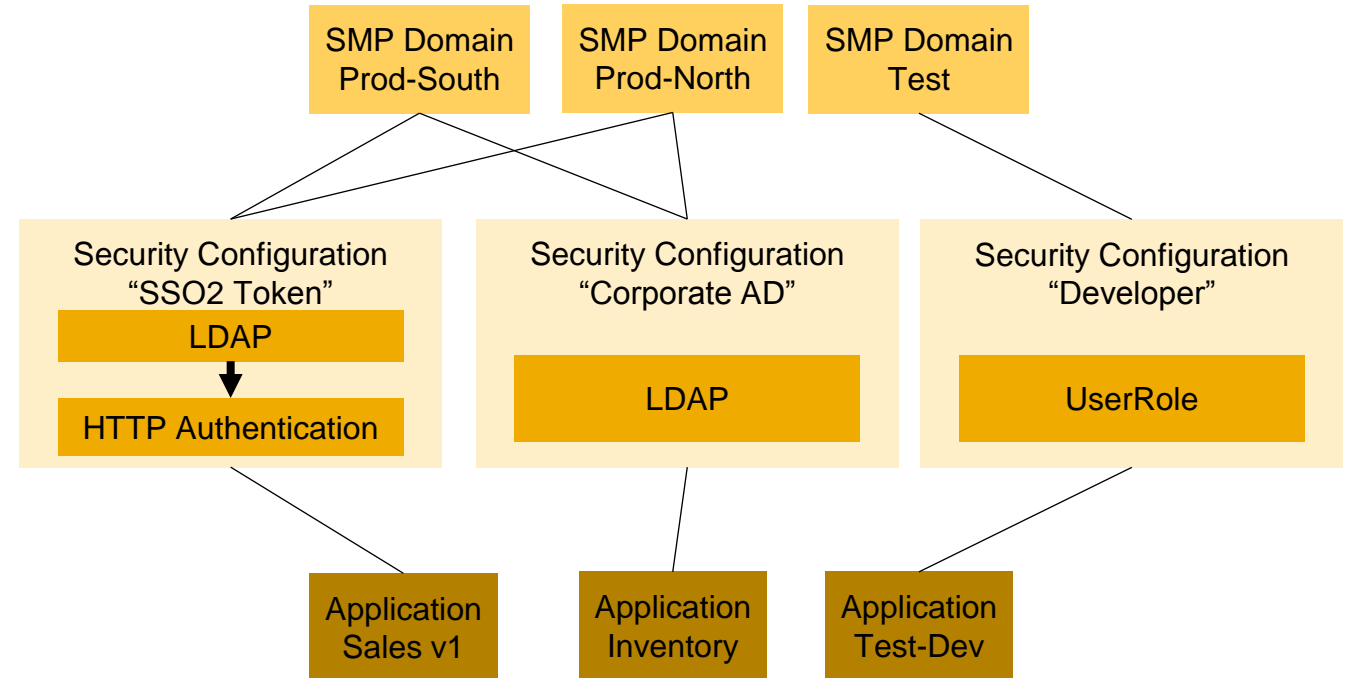 SMP Domain
Prod-South
SMP Domain
Prod-North
SMP Domain
Test
Security Configuration
“SSO2 Token”
LDAP
HTTP Authentication
Security Configuration
“Corporate AD”
LDAP
Security Configuration
“Developer”
UserRole
Application
Sales v1
Application
Inventory
Application
Test-Dev